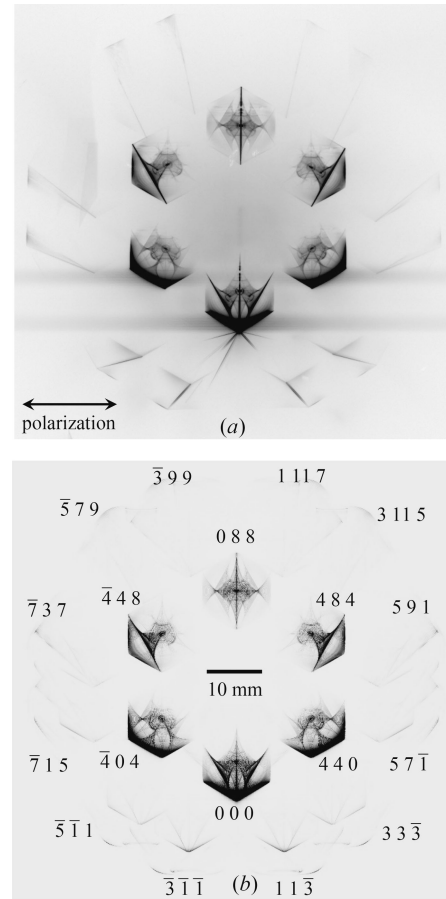 polarization
(a)
3̅ 9 9
1 11 7
5̅ 7 9
3 11 5
0 8 8
7̅ 3 7
4̅ 4 8
4 8 4
5 9 1
10 mm
7̅ 1 5
4̅ 0 4
4 4 0
5 7 1̅
0 0 0
5̅ 1̅ 1
3 3 3̅
3̅ 1̅ 1̅
(b)
1 1 3̅